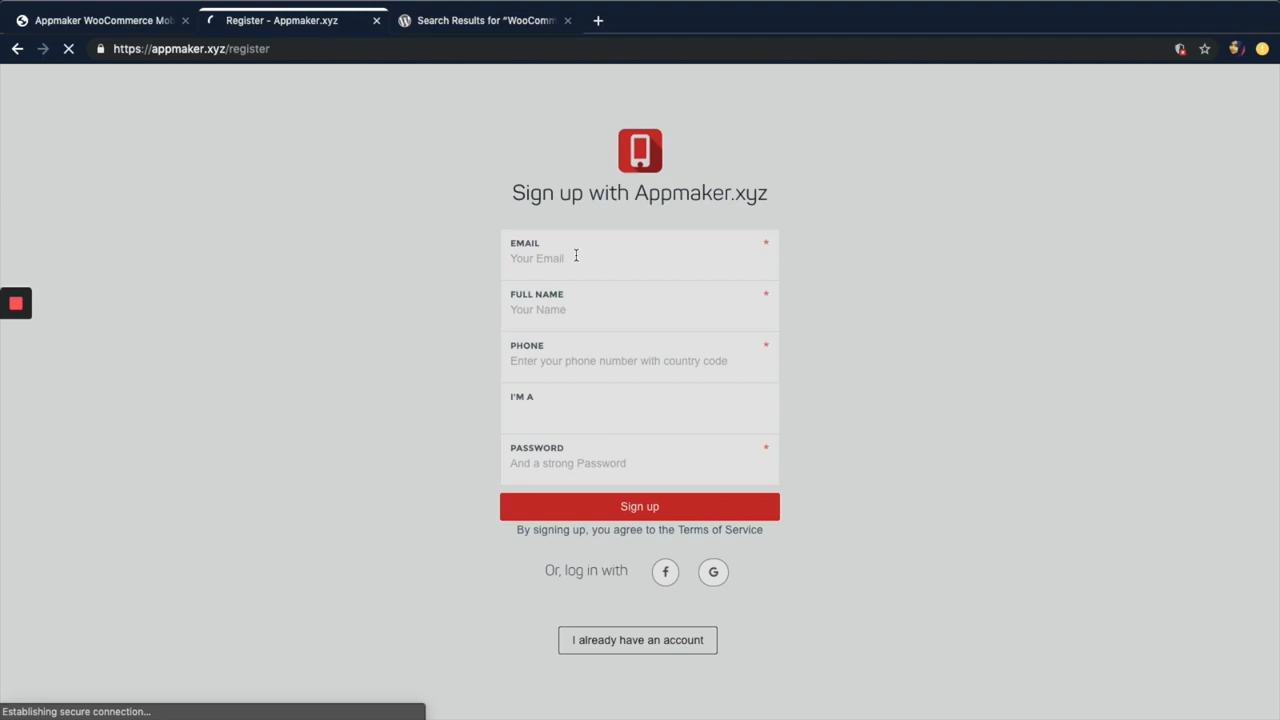 Appmaker WooCommerce Mob
Register - Appmaker.xyz
Search Results for “WooComm
https://appmaker.xyz/register
Sign up with Appmaker.xyz
EMAIL *
Your Email
FULL NAME *
Your Name
PHONE *
Enter your phone number with country code
I'M A
PASSWORD *
And a strong Password
Sign up
By signing up, you agree to the Terms of Service
Or, log in with f G
I already have an account
Establishing secure connection...